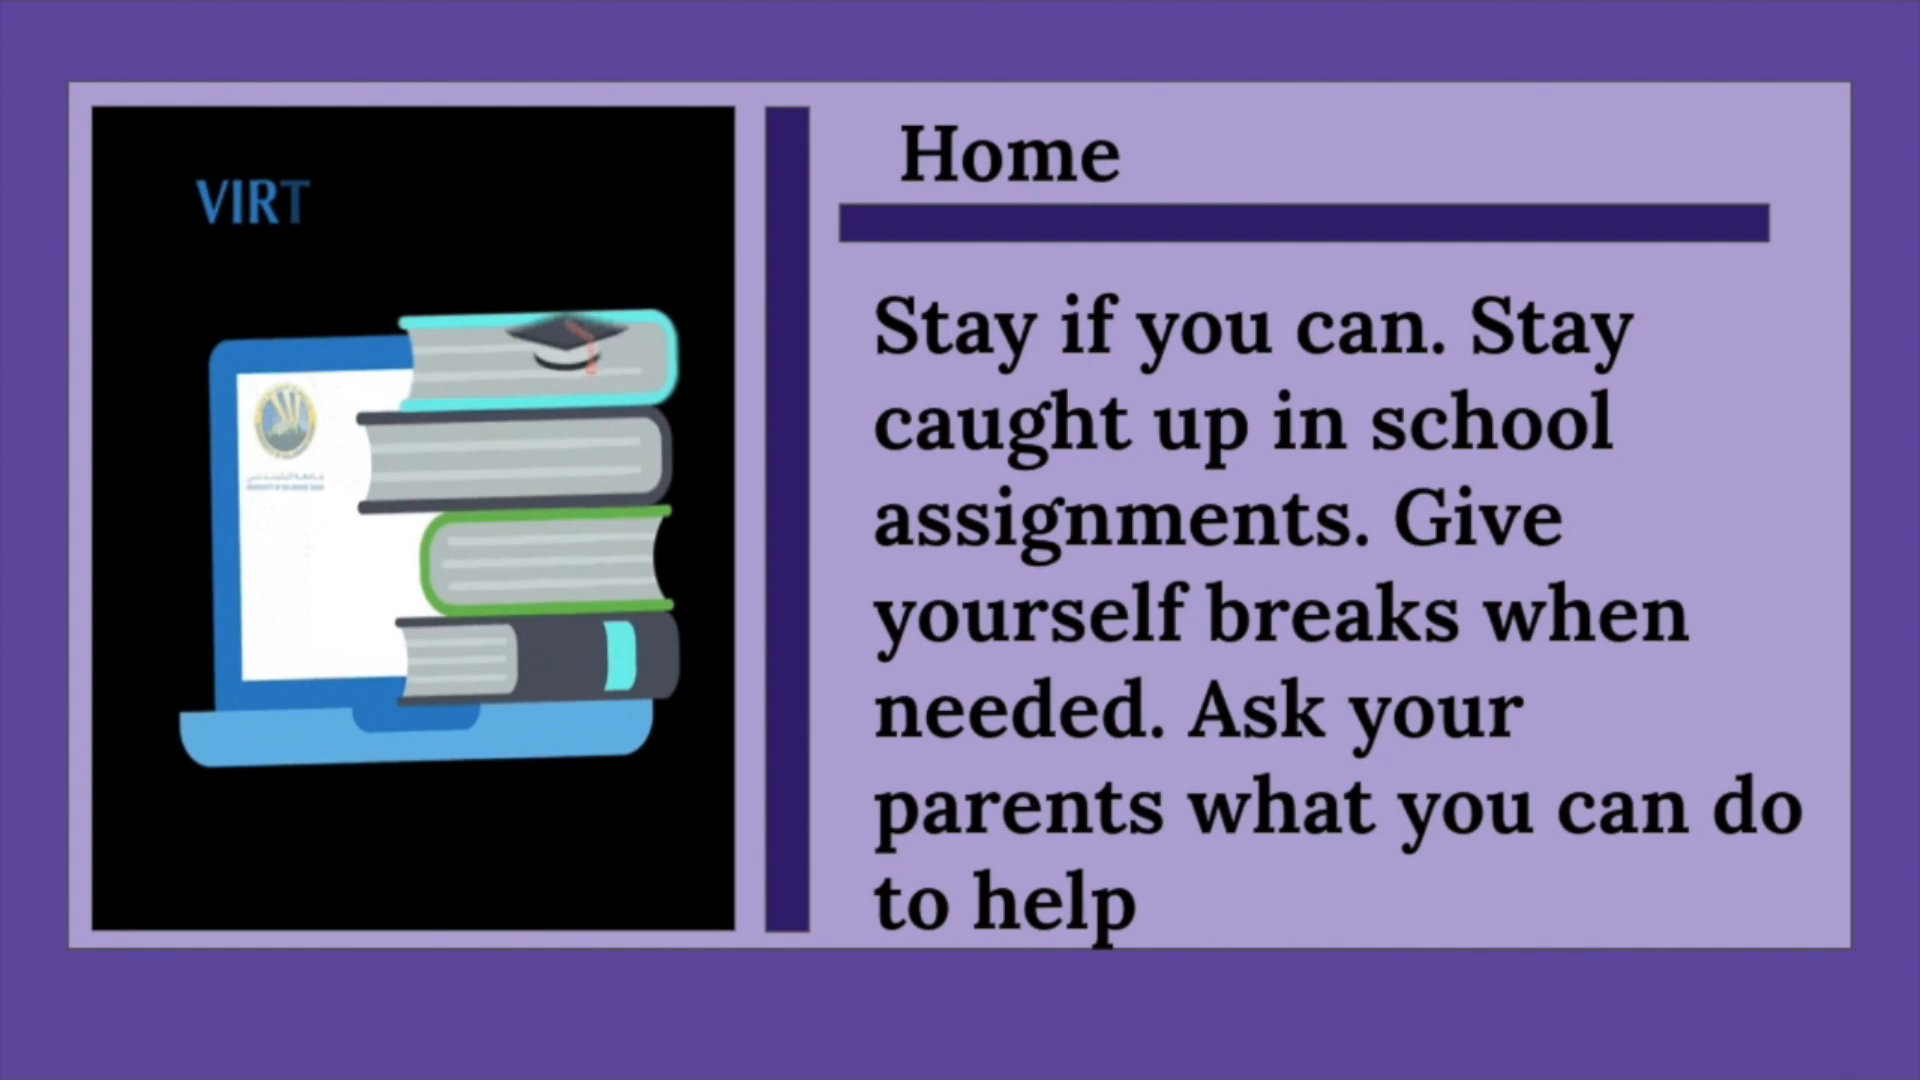 VIRT
Home
Stay if you can. Stay
caught up in school
assignments. Give
yourself breaks when
needed. Ask your
parents what you can do
to help